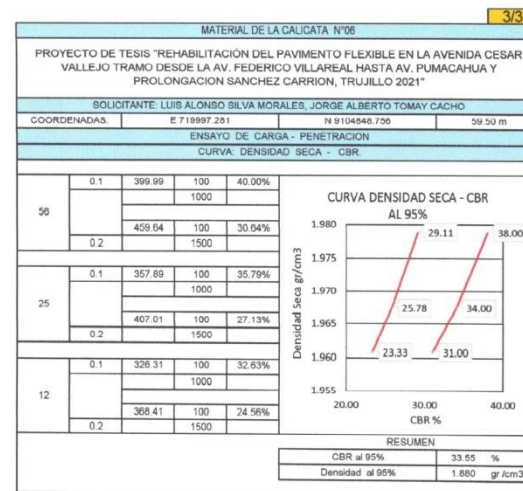 3/3
MATERIAL DE LA CALICATA N°06
PROYECTO DE TESIS "REHABILITACIÓN DEL PAVIMENTO FLEXIBLE EN LA AVENIDA CESAR
VALLEJO TRAMO DESDE LA AV. FEDERICO VILLAREAL HASTA AV. PUMACAHUA Y
PROLONGACION SANCHEZ CARRION, TRUJILLO 2021"
SOLICITANTE: LUIS ALONSO SILVA MORALES, JORGE ALBERTO TOMAY CACHO
COORDENADAS: E 719997.281 N 9104848.756 59.50 m
ENSAYO DE CARGA - PENETRACION
CURVA: DENSIDAD SECA - CBR.
56
0.1 399.99 100 40.00%
1000
459.64 100 30.64%
0.2 1500
25
0.1 357.89 100 35.79%
1000
407.01 100 27.13%
0.2 1500
12
0.1 326.31 100 32.63%
1000
368.41 100 24.56%
0.2 1500
CURVA DENSIDAD SECA - CBR
AL 95%
Densidad Seca gr/cm3
1.980
1.975
1.970
1.965
1.960
1.955
29.11 38.00
25.78 34.00
23.33 31.00
20.00 30.00 40.00
CBR %
RESUMEN
CBR al 95% 33.55 %
Densidad al 95% 1.880 gr/cm3